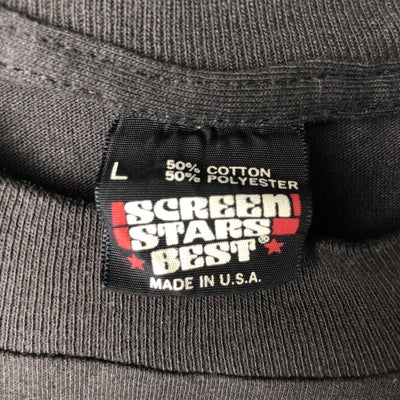 L
50% COTTON
50% POLYESTER
SCREEN
STARS
BEST®
MADE IN U.S.A.